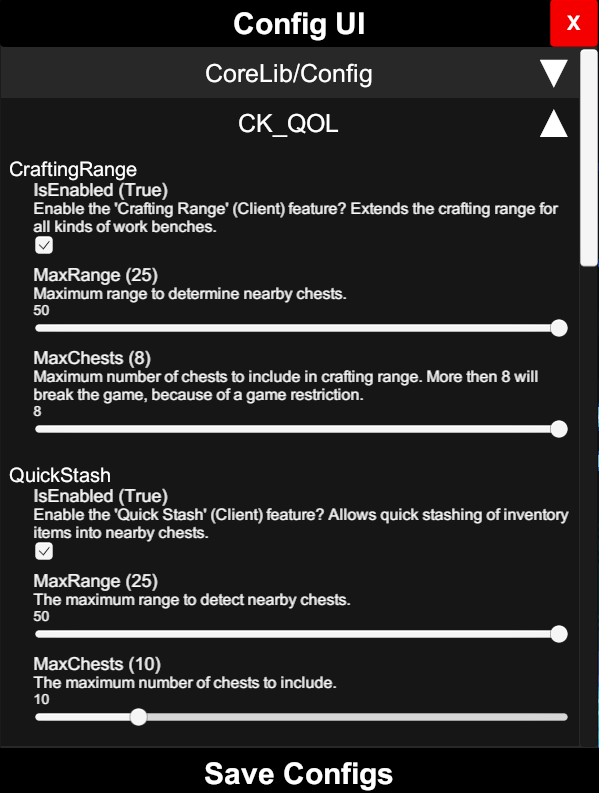 Config UI
X
CoreLib/Config
CK_QOL
CraftingRange
IsEnabled (True)
Enable the 'Crafting Range' (Client) feature? Extends the crafting range for
all kinds of work benches.
MaxRange (25)
Maximum range to determine nearby chests.
50
MaxChests (8)
Maximum number of chests to include in crafting range. More then 8 will
break the game, because of a game restriction.
8
QuickStash
IsEnabled (True)
Enable the 'Quick Stash' (Client) feature? Allows quick stashing of inventory
items into nearby chests.
MaxRange (25)
The maximum range to detect nearby chests.
50
MaxChests (10)
The maximum number of chests to include.
10
Save Configs